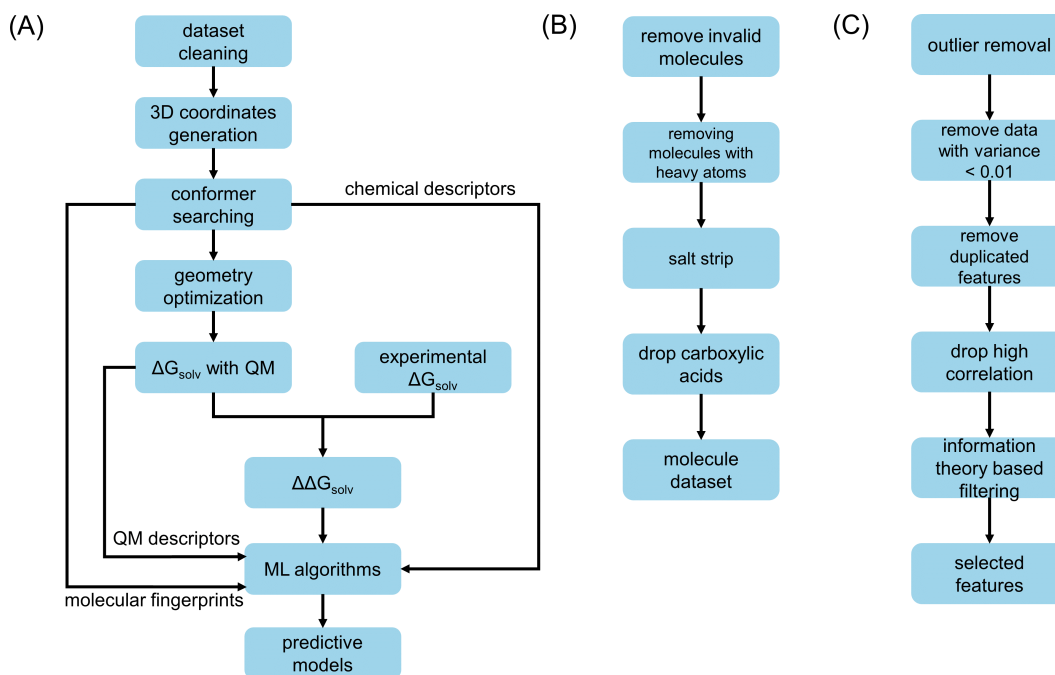 (A)
dataset
cleaning
3D coordinates
generation
conformer
searching
chemical descriptors
geometry
optimization
ΔGsolv with QM
experimental
ΔGsolv
ΔΔGsolv
QM descriptors
ML algorithms
molecular fingerprints
predictive
models
(B)
remove invalid
molecules
removing
molecules with
heavy atoms
salt strip
drop carboxylic
acids
molecule
dataset
(C)
outlier removal
remove data
with variance
< 0.01
remove
duplicated
features
drop high
correlation
information
theory based
filtering
selected
features